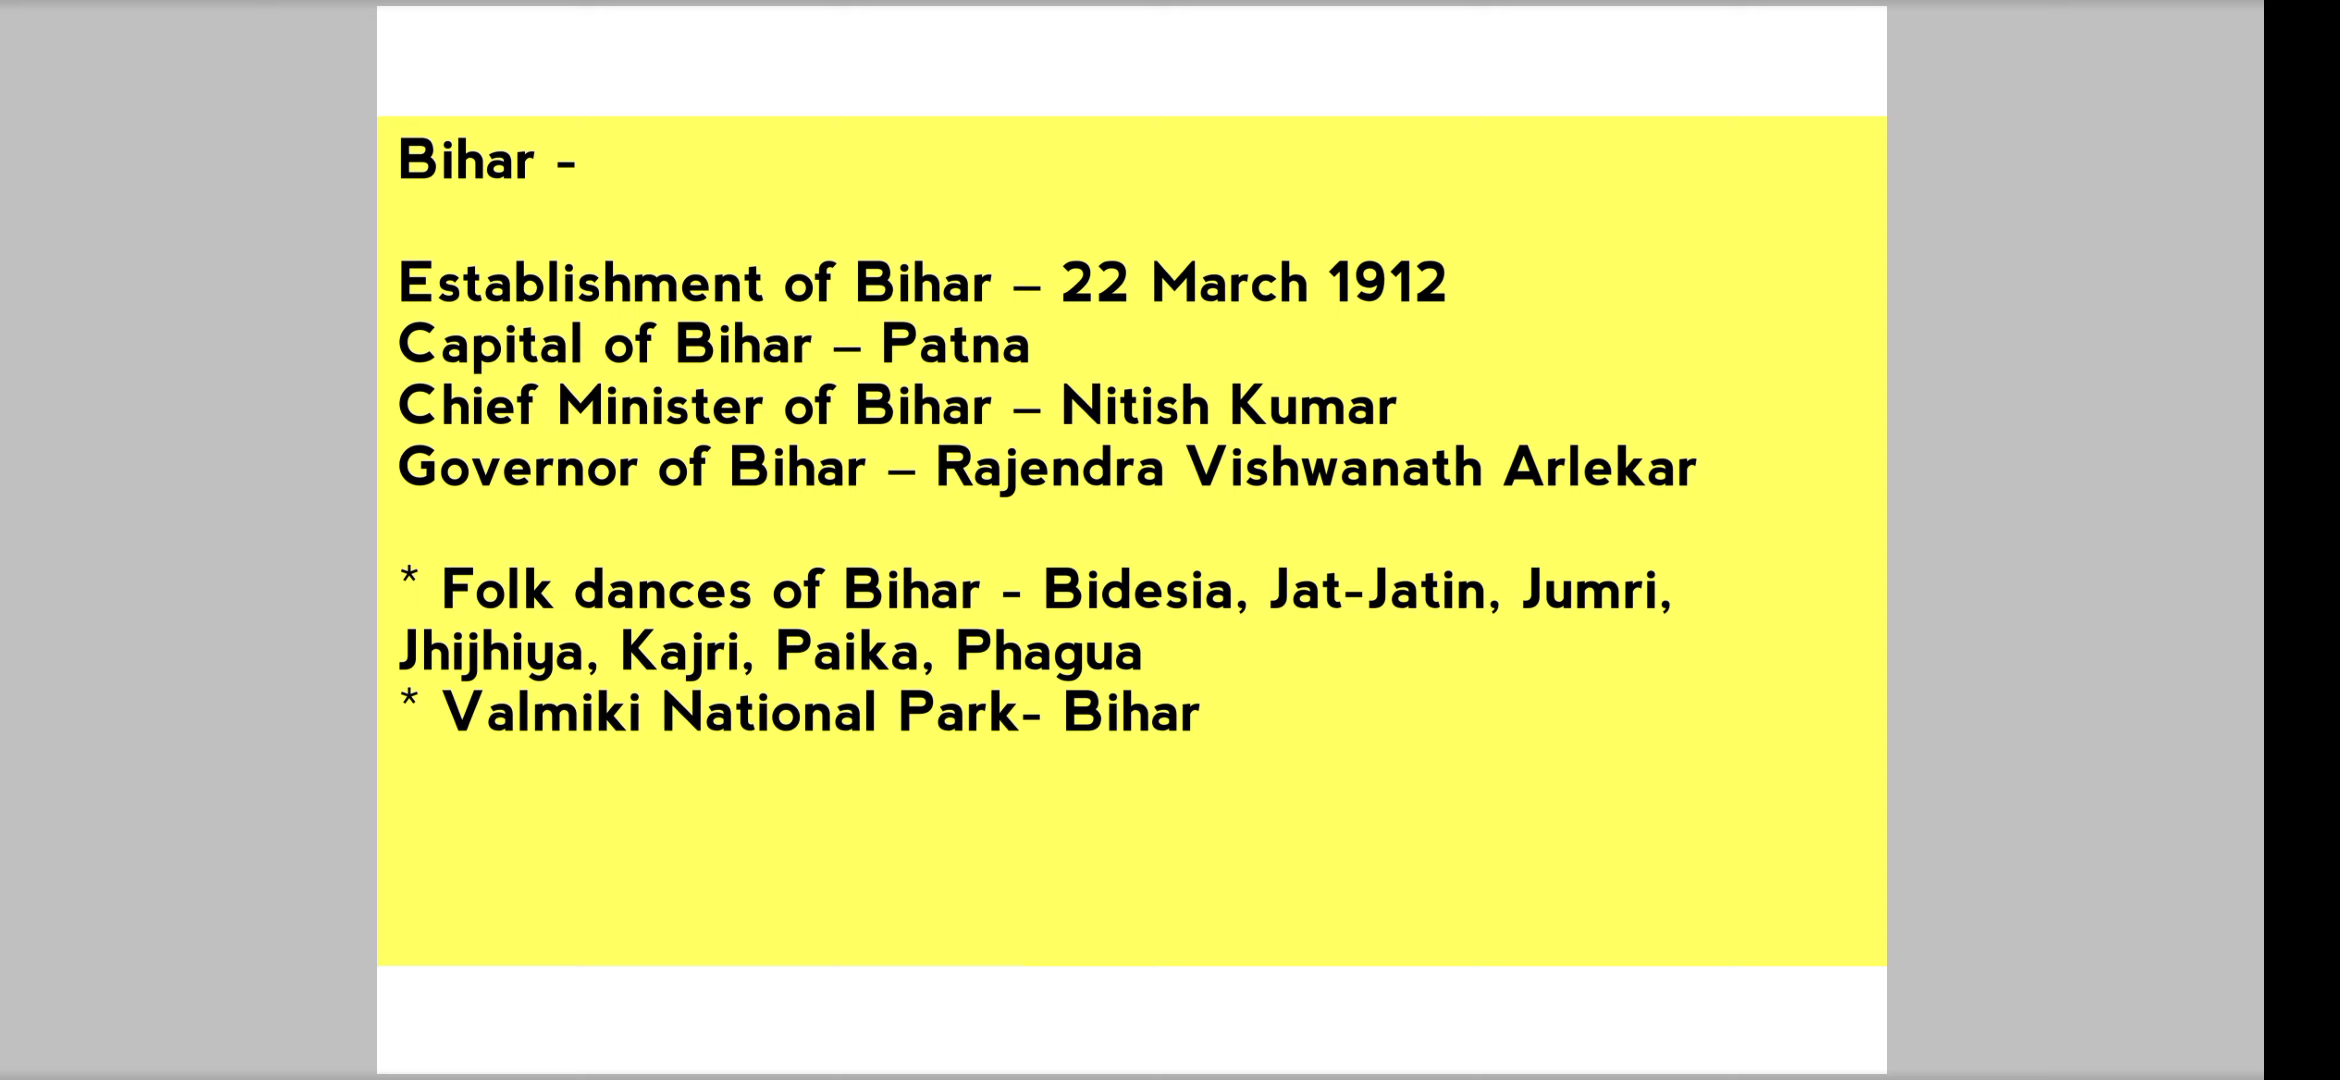 Bihar -
Establishment of Bihar – 22 March 1912
Capital of Bihar – Patna
Chief Minister of Bihar – Nitish Kumar
Governor of Bihar – Rajendra Vishwanath Arlekar
* Folk dances of Bihar - Bidesia, Jat-Jatin, Jumri,
Jhijhiya, Kajri, Paika, Phagua
* Valmiki National Park- Bihar